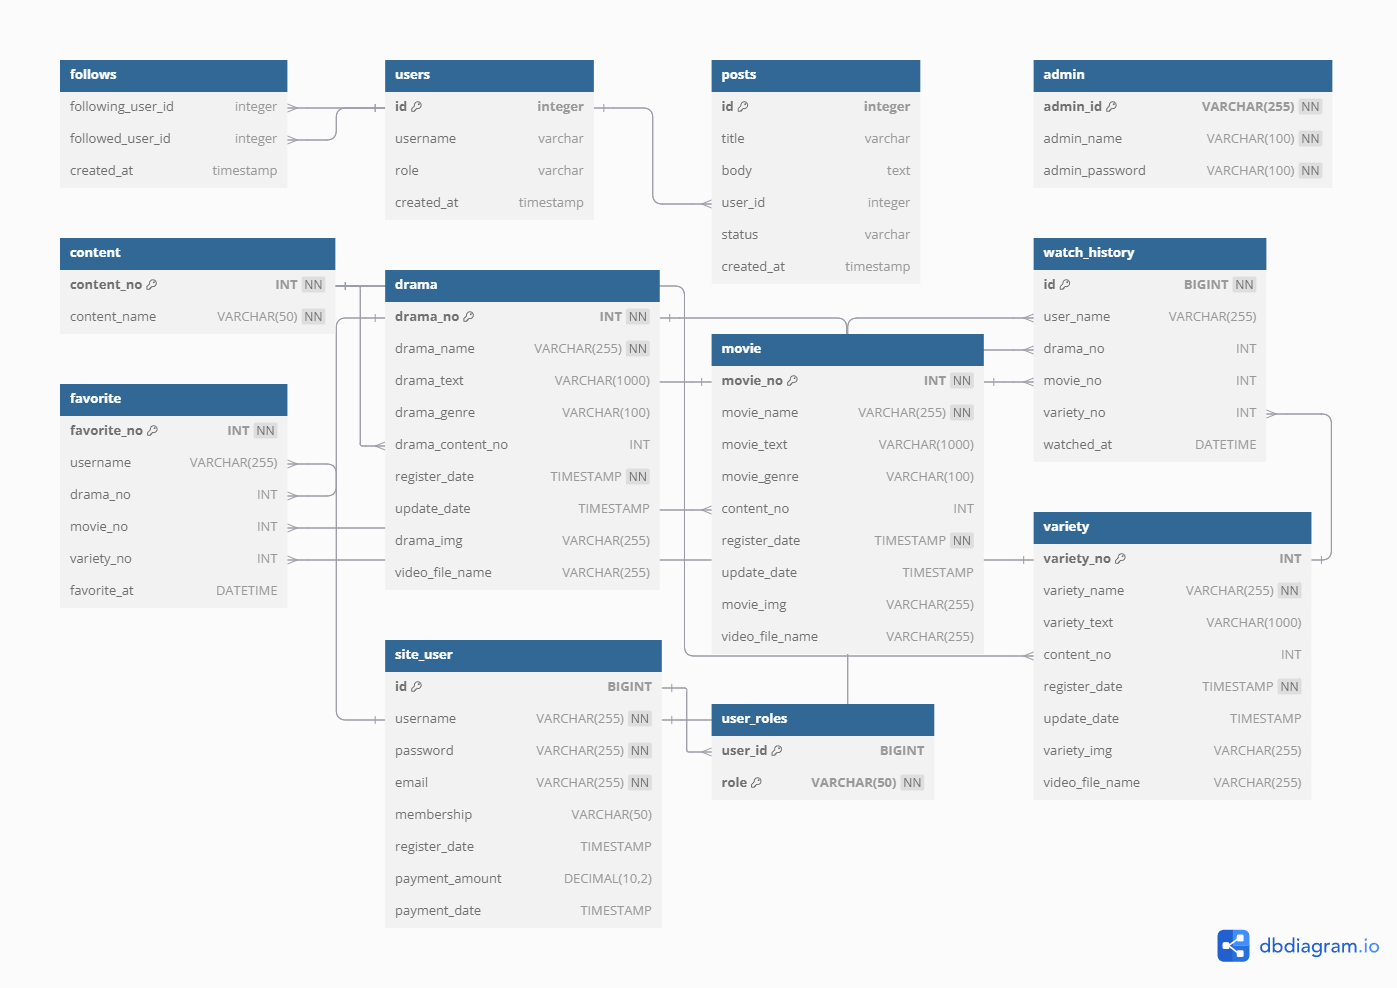 follows
following_user_id integer
followed_user_id integer
created_at timestamp
users
id integer
username varchar
role varchar
created_at timestamp
posts
id integer
title varchar
body text
user_id integer
status varchar
created_at timestamp
admin
admin_id VARCHAR(255) NN
admin_name VARCHAR(100) NN
admin_password VARCHAR(100) NN
content
content_no INT NN
content_name VARCHAR(50) NN
drama
drama_no INT NN
drama_name VARCHAR(255) NN
drama_text VARCHAR(1000)
drama_genre VARCHAR(100)
drama_content_no INT
register_date TIMESTAMP NN
update_date TIMESTAMP
drama_img VARCHAR(255)
video_file_name VARCHAR(255)
movie
movie_no INT NN
movie_name VARCHAR(255) NN
movie_text VARCHAR(1000)
movie_genre VARCHAR(100)
content_no INT
register_date TIMESTAMP NN
update_date TIMESTAMP
movie_img VARCHAR(255)
video_file_name VARCHAR(255)
watch_history
id BIGINT NN
user_name VARCHAR(255)
drama_no INT
movie_no INT
variety_no INT
watched_at DATETIME
favorite
favorite_no INT NN
username VARCHAR(255)
drama_no INT
movie_no INT
variety_no INT
favorite_at DATETIME
variety
variety_no INT
variety_name VARCHAR(255) NN
variety_text VARCHAR(1000)
content_no INT
register_date TIMESTAMP NN
update_date TIMESTAMP
variety_img VARCHAR(255)
video_file_name VARCHAR(255)
site_user
id BIGINT
username VARCHAR(255) NN
password VARCHAR(255) NN
email VARCHAR(255) NN
membership VARCHAR(50)
register_date TIMESTAMP
payment_amount DECIMAL(10,2)
payment_date TIMESTAMP
user_roles
user_id BIGINT
role VARCHAR(50) NN
dbdiagram.io